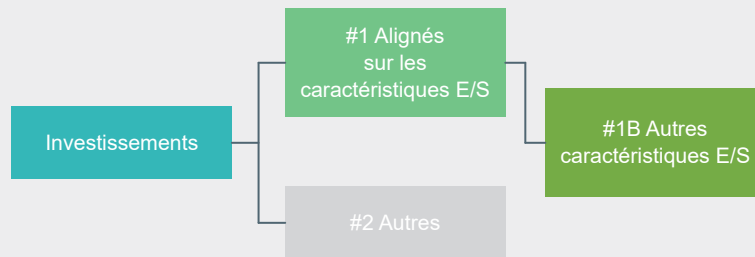 #1 Alignés
sur les
caractéristiques E/S
Investissements
#1B Autres
caractéristiques E/S
#2 Autres